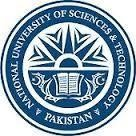 NATIONAL UNIVERSITY OF SCIENCES & TECHNOLOGY
PAKISTAN